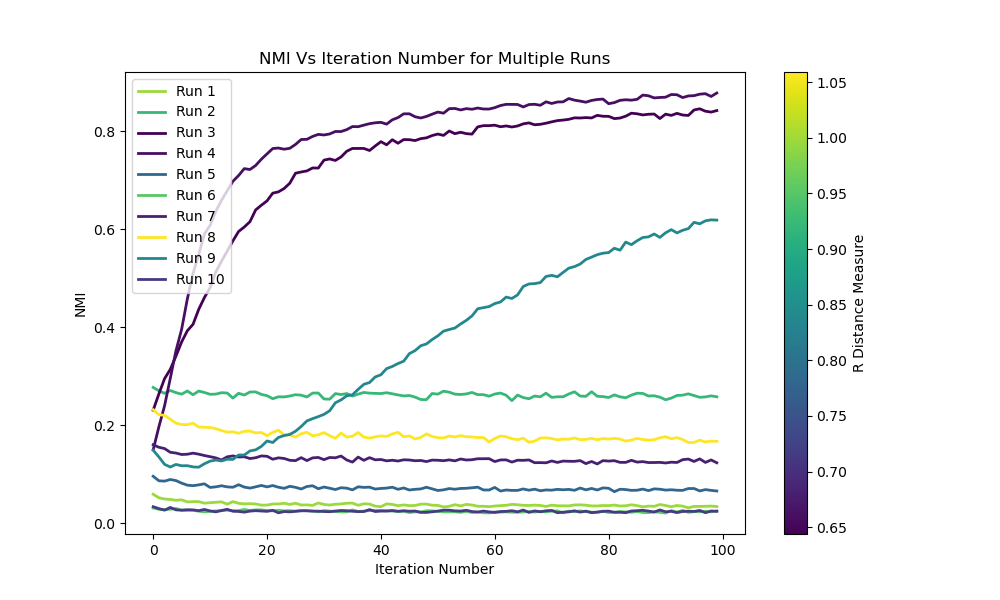 NMI Vs Iteration Number for Multiple Runs
Run 1
Run 2
Run 3
Run 4
Run 5
Run 6
Run 7
Run 8
Run 9
Run 10
NMI
0.8
0.6
0.4
0.2
0.0
0 20 40 60 80 100
Iteration Number
1.05
1.00
0.95
0.90
0.85
0.80
0.75
0.70
0.65
R Distance Measure